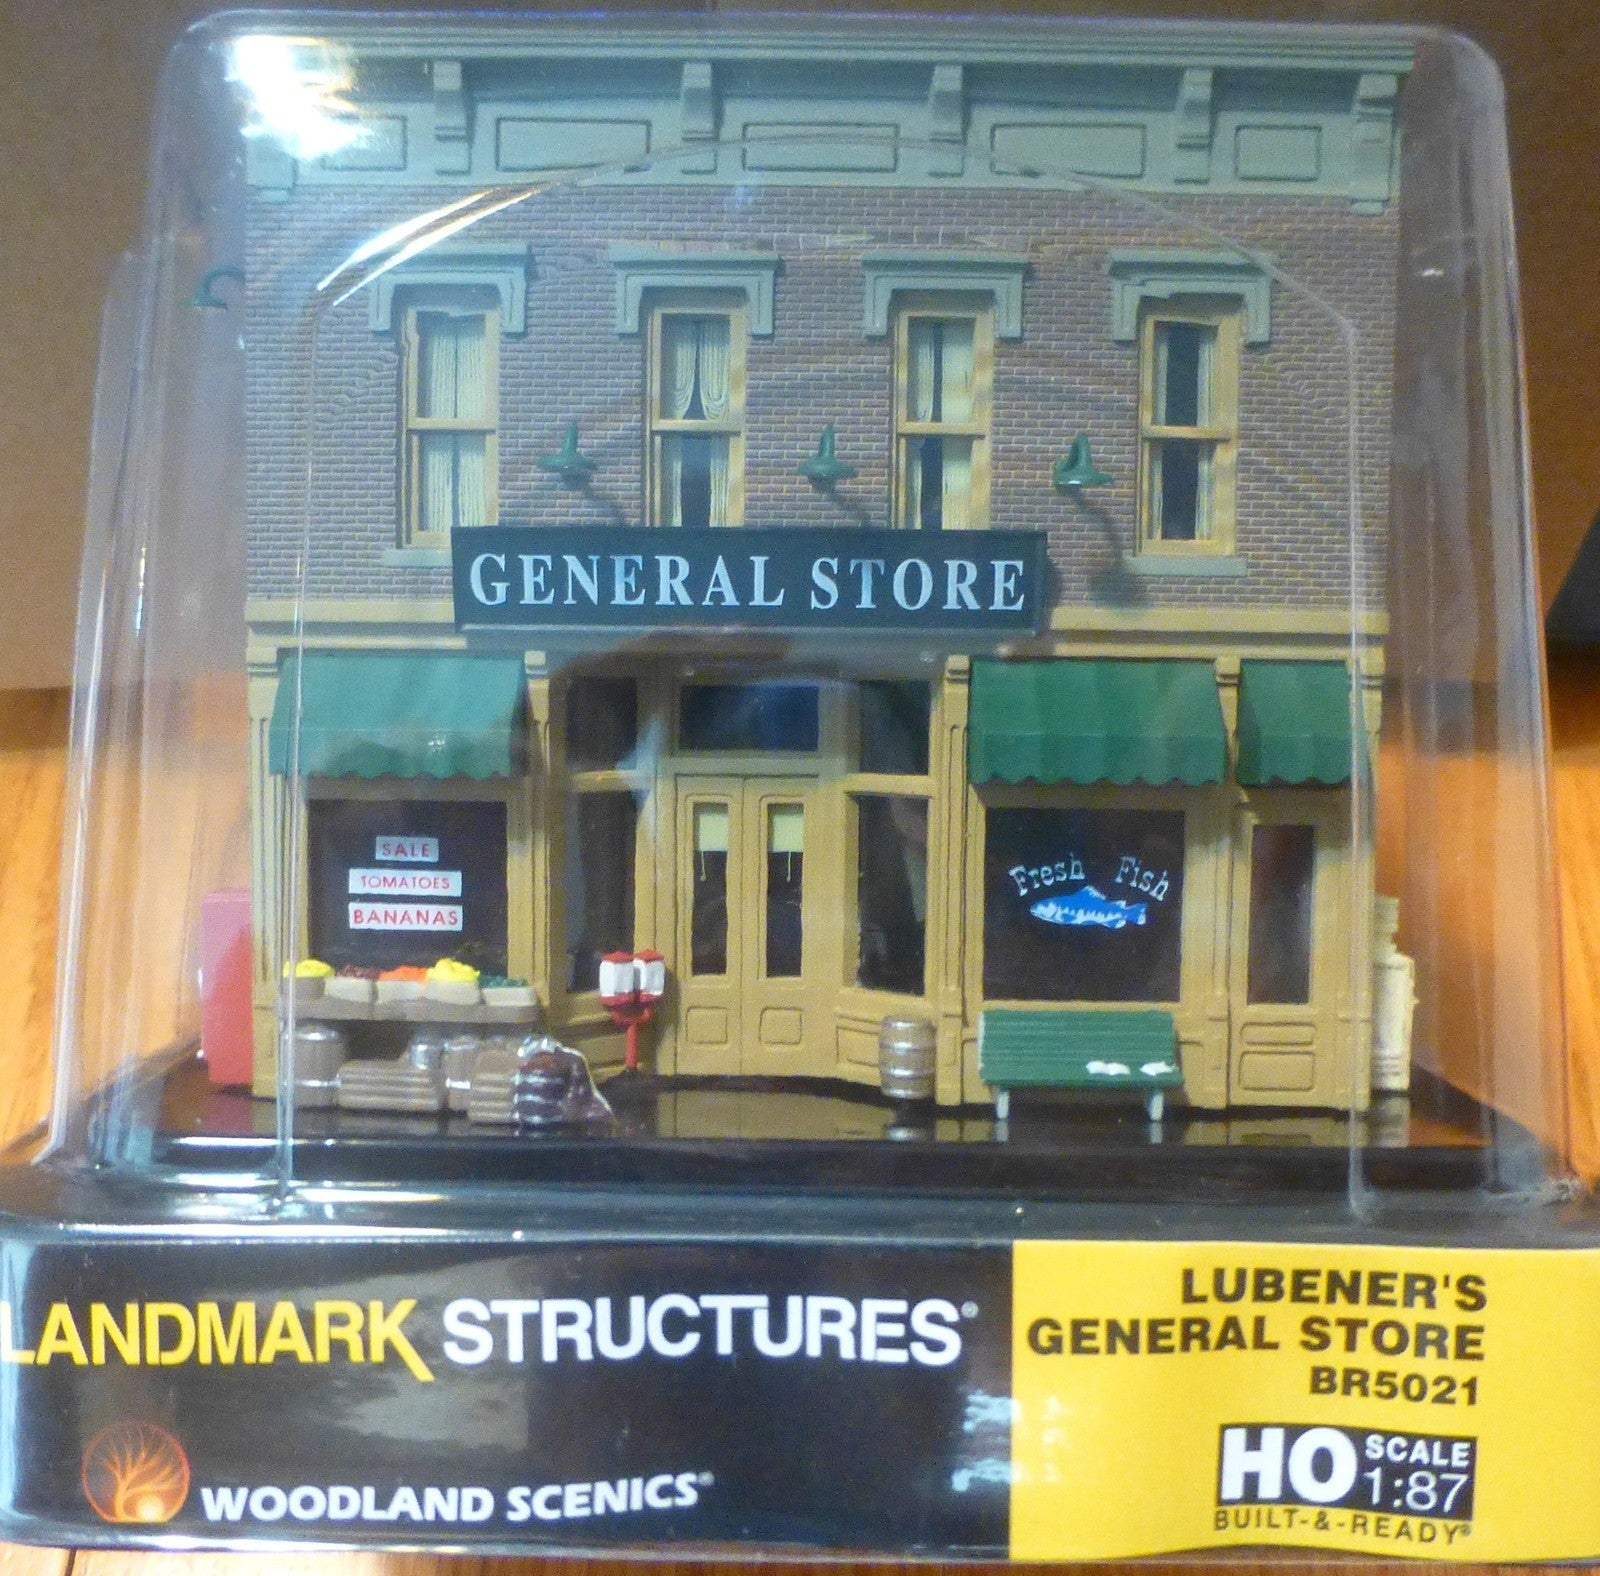 GENERAL STORE
SALE
TOMATOES
BANANAS
Fresh Fish
LANDMARK STRUCTURES®
WOODLAND SCENICS®
LUBENER'S
GENERAL STORE
BR5021
HO SCALE
1:87
BUILT-&-READY®